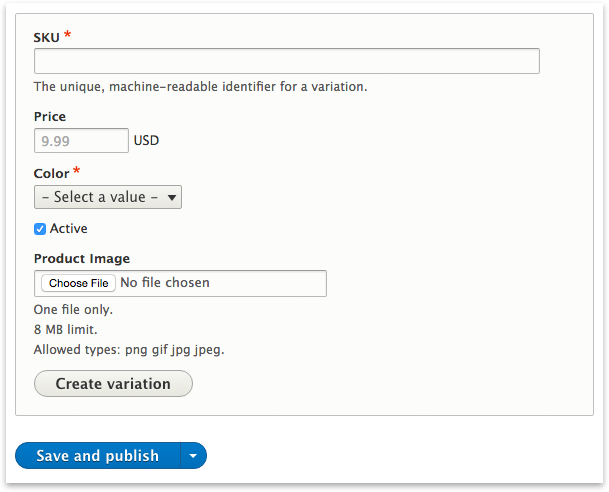 SKU *
The unique, machine-readable identifier for a variation.
Price
9.99 USD
Color *
- Select a value -
Active
Product Image
Choose File No file chosen
One file only.
8 MB limit.
Allowed types: png gif jpg jpeg.
Create variation
Save and publish